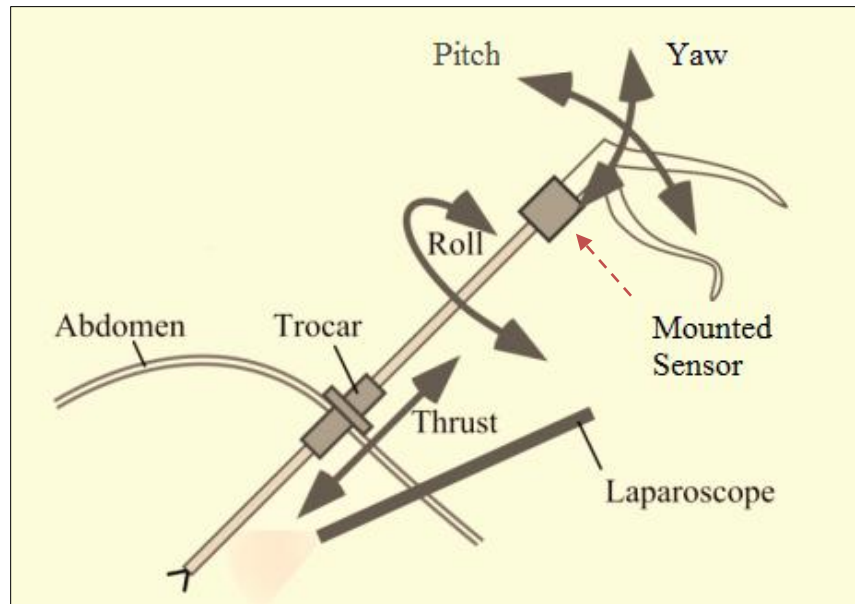 Pitch
Yaw
Roll
Abdomen
Trocar
Mounted
Sensor
Thrust
Laparoscope